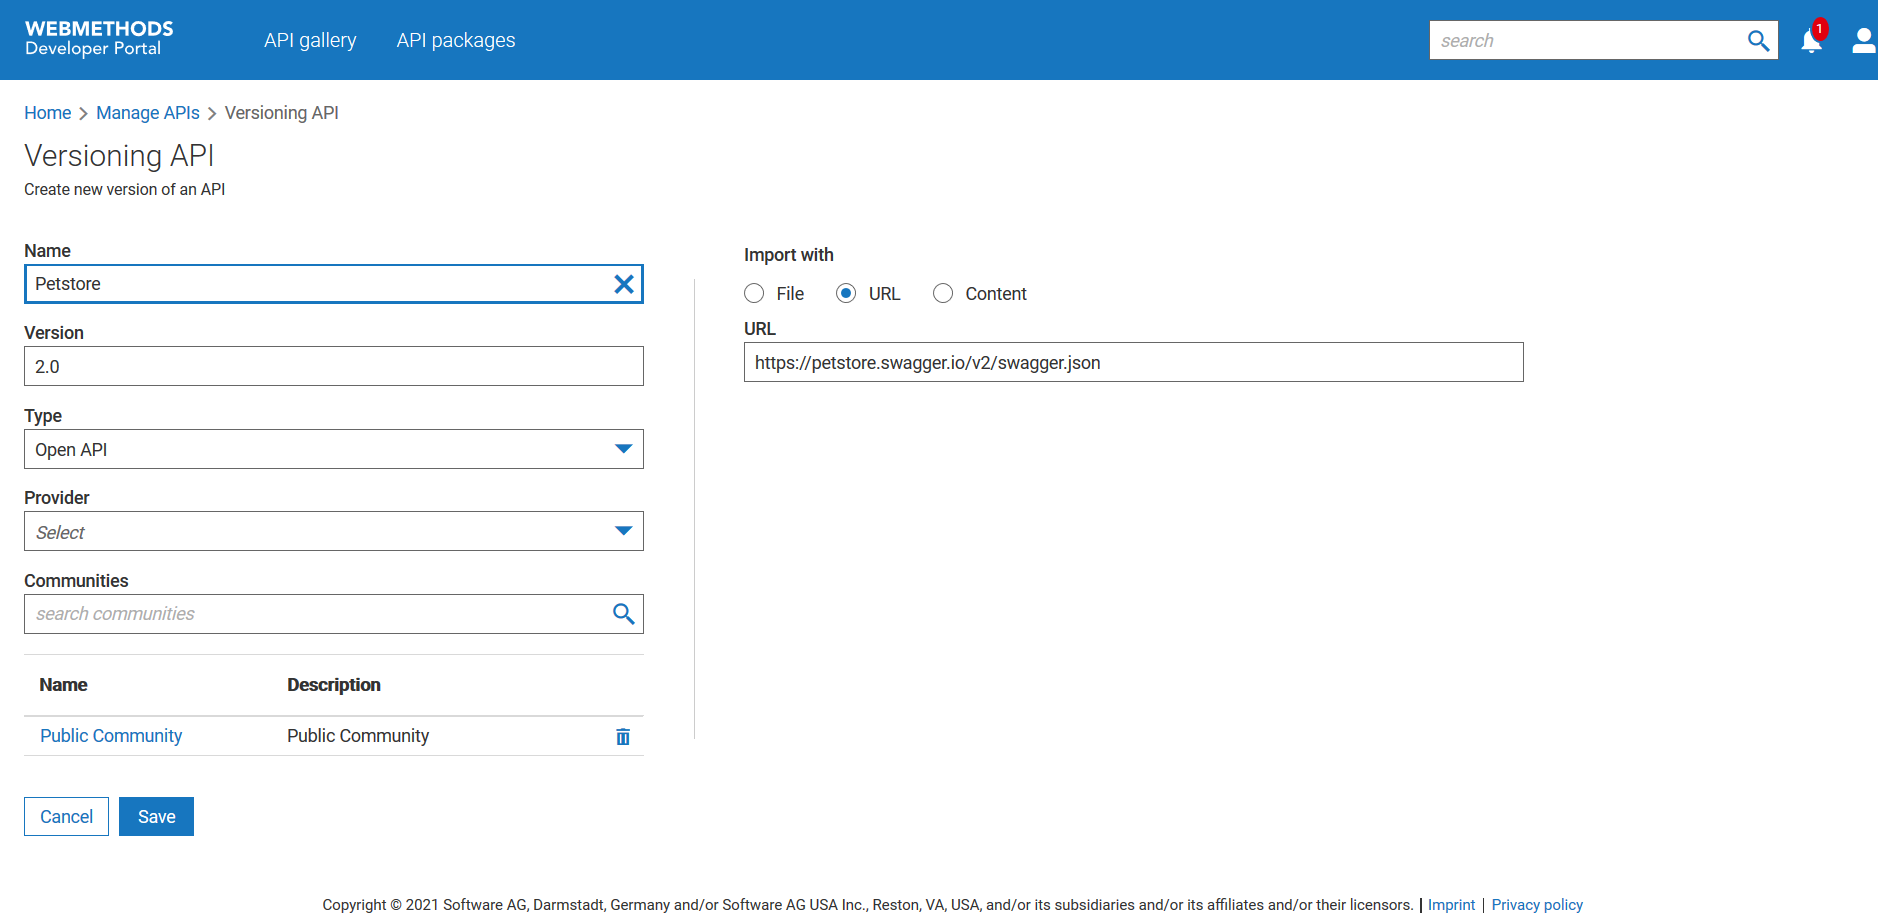 WEBMETHODS
Developer Portal
API gallery
API packages
search
1
Home > Manage APIs > Versioning API
Versioning API
Create new version of an API
Name
Petstore
Version
2.0
Type
Open API
Provider
Select
Communities
search communities
Name Description
Public Community Public Community
Cancel Save
Import with
File URL Content
URL
https://petstore.swagger.io/v2/swagger.json
Copyright © 2021 Software AG, Darmstadt, Germany and/or Software AG USA Inc., Reston, VA, USA, and/or its subsidiaries and/or its affiliates and/or their licensors. | Imprint | Privacy policy